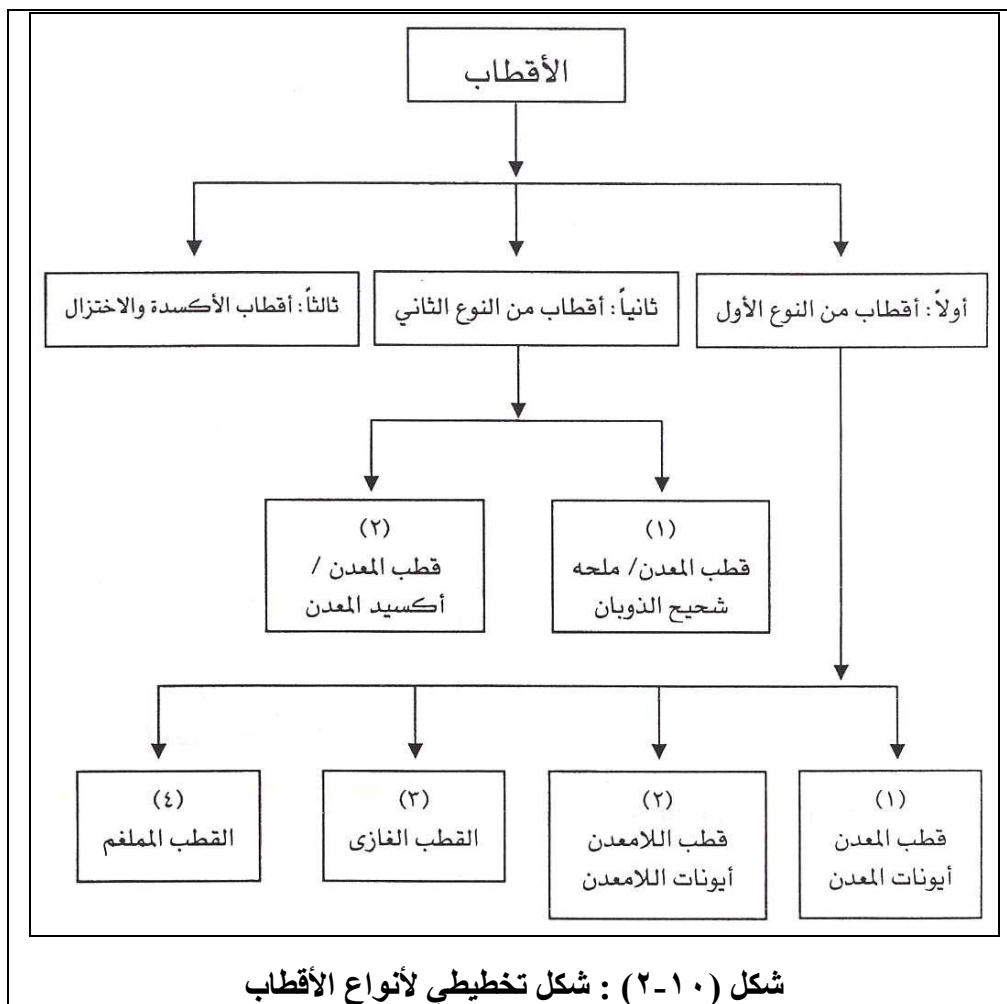 الأقطاب
أولاً: أقطاب من النوع الأول
ثانياً: أقطاب من النوع الثاني
ثالثاً: أقطاب الأكسدة والاختزال
(١)
قطب المعدن/ ملحه
شحيح الذوبان
(٢)
قطب المعدن /
أكسيد المعدن
(١)
قطب المعدن
أيونات المعدن
(٢)
قطب اللامعدن
أيونات اللامعدن
(٣)
القطب الغازى
(٤)
القطب المملغم
شكل (١٠-٢) : شكل تخطيطي لأنواع الأقطاب